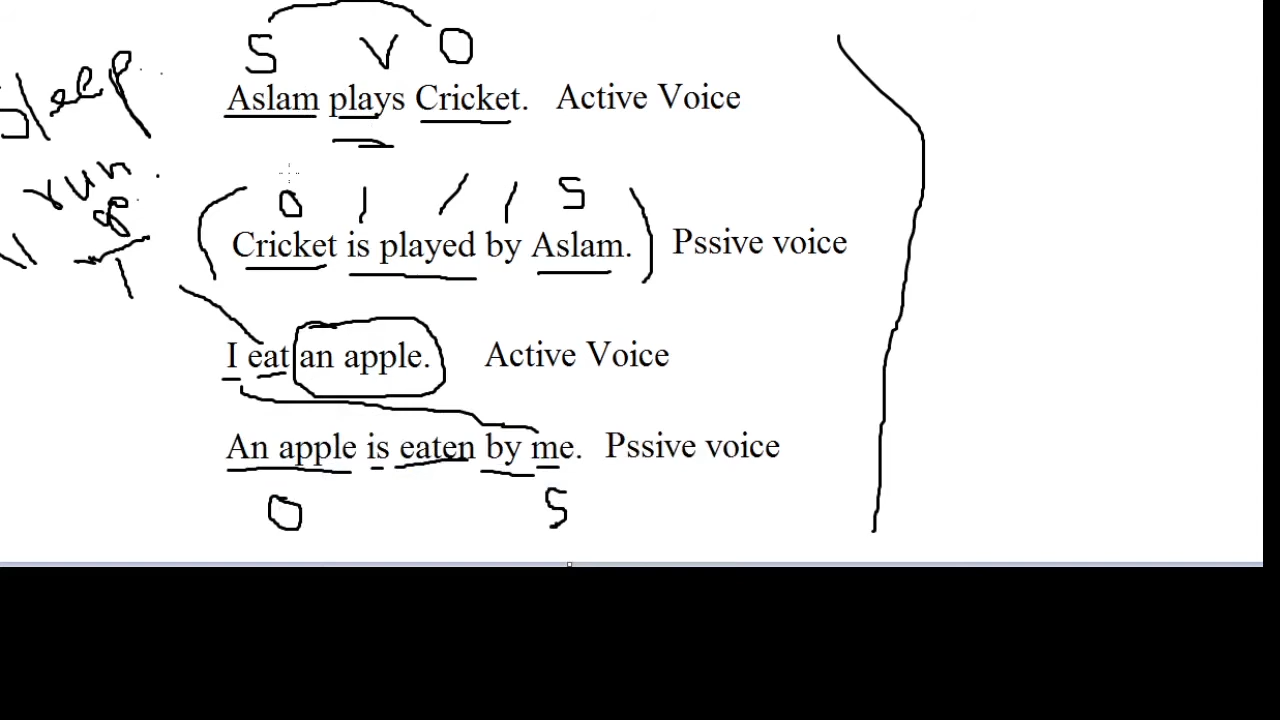 S V O
sleep
Aslam plays Cricket. Active Voice
run
O S
Cricket is played by Aslam. Pssive voice
I eat an apple. Active Voice
An apple is eaten by me. Pssive voice
O S